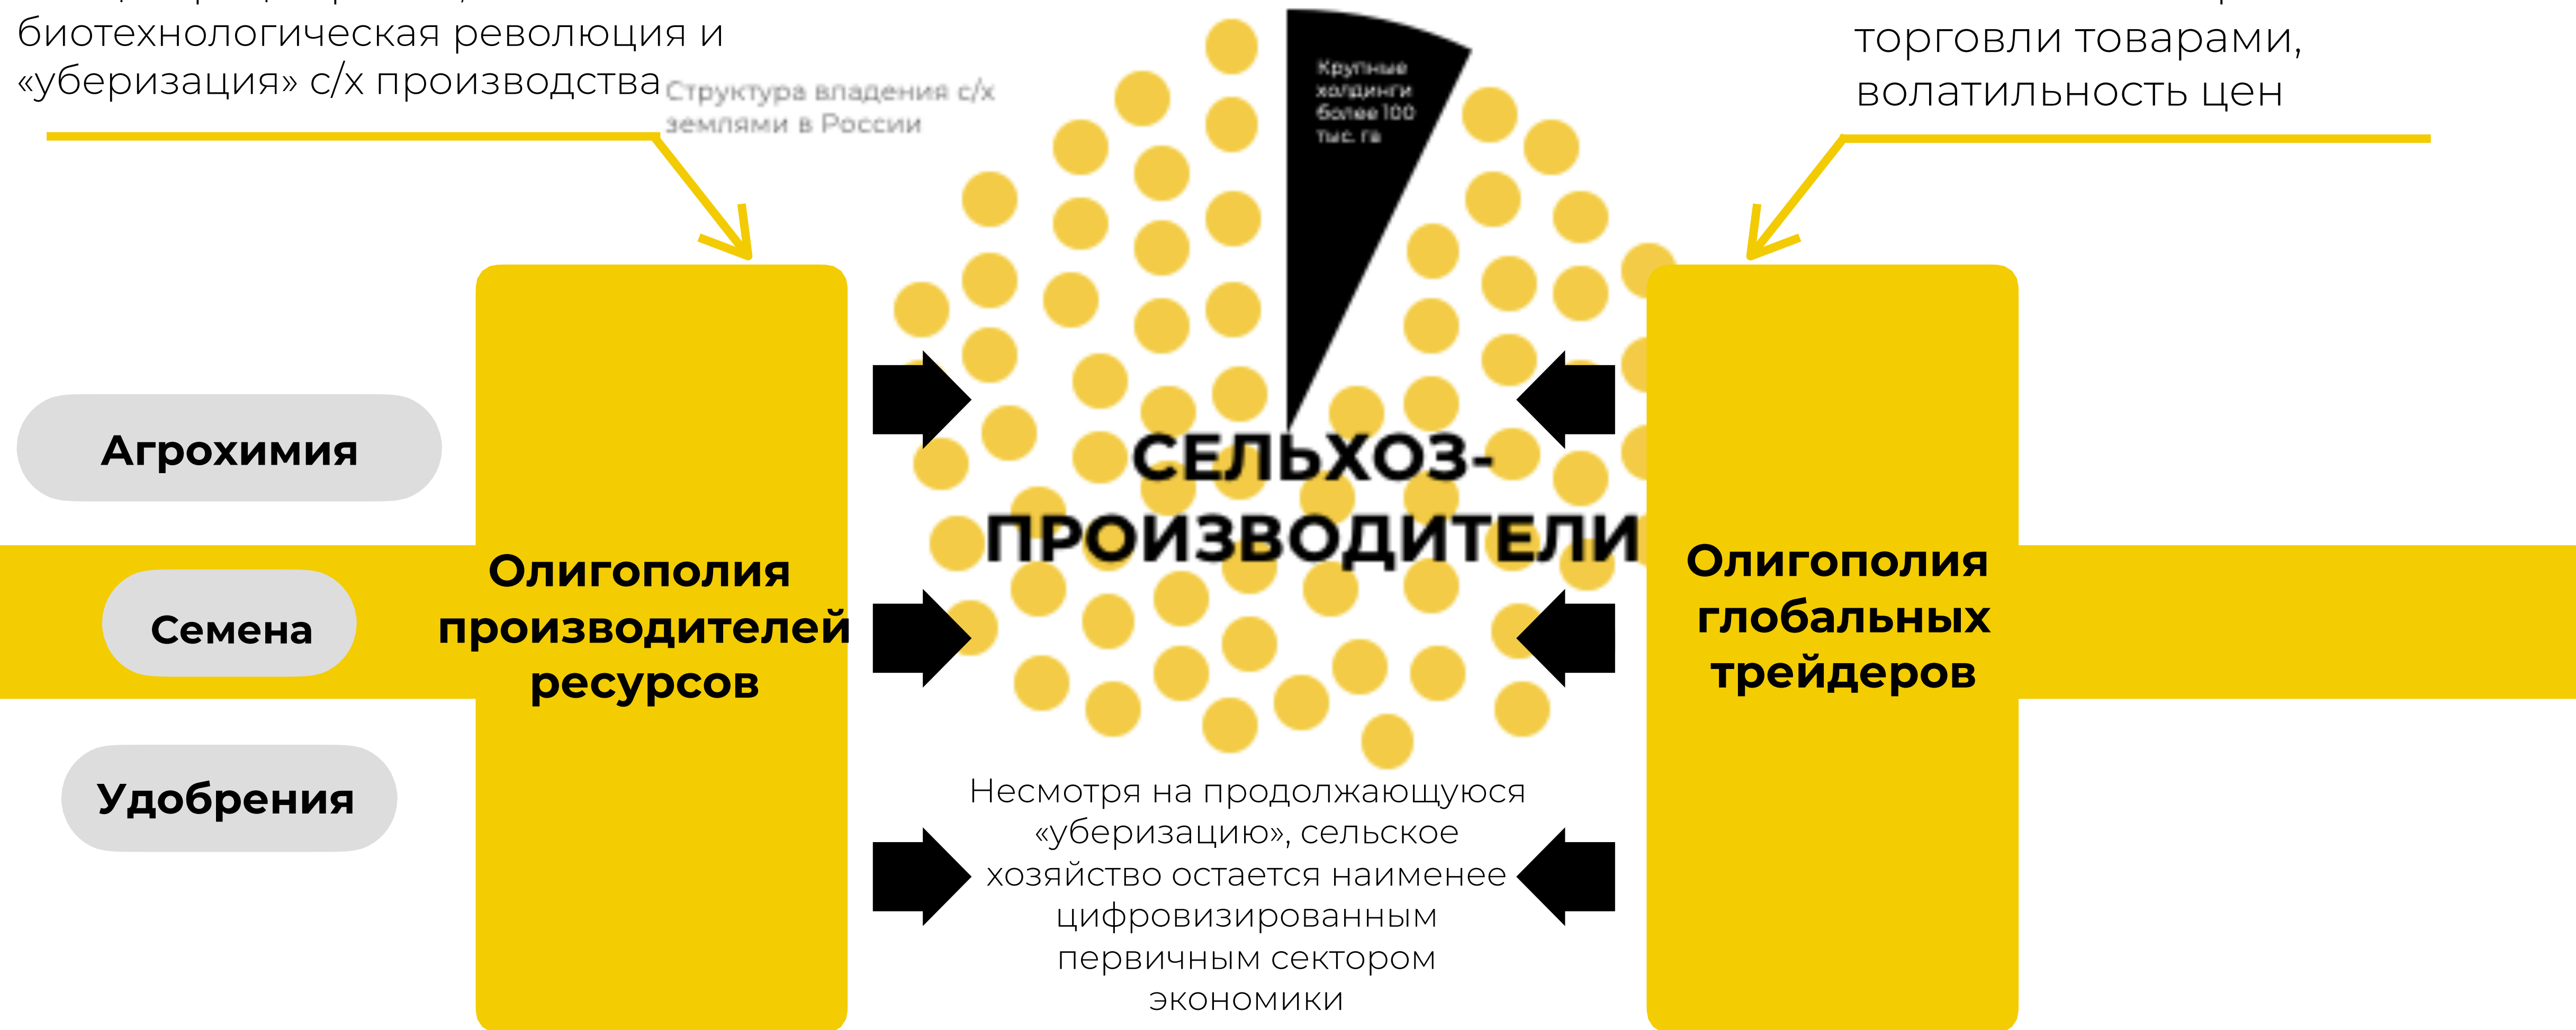 биотехнологическая революция и
«уберизация» с/х производства
Структура владения с/х
землями в России
Крупные
холдинги
более 100
тыс. га
торговли товарами,
волатильность цен
Агрохимия
Семена
Удобрения
Олигополия
производителей
ресурсов
СЕЛЬХОЗ-
ПРОИЗВОДИТЕЛИ
Олигополия
глобальных
трейдеров
Несмотря на продолжающуюся
«уберизацию», сельское
хозяйство остается наименее
цифровизированным
первичным сектором
экономики